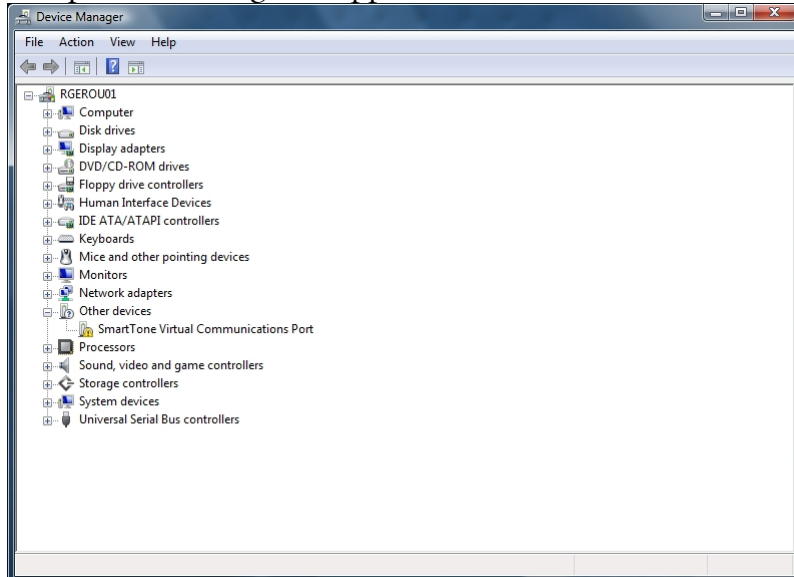 Device Manager
File Action View Help
RGEROU01
Computer
Disk drives
Display adapters
DVD/CD-ROM drives
Floppy drive controllers
Human Interface Devices
IDE ATA/ATAPI controllers
Keyboards
Mice and other pointing devices
Monitors
Network adapters
Other devices
SmartTone Virtual Communications Port
Processors
Sound, video and game controllers
Storage controllers
System devices
Universal Serial Bus controllers